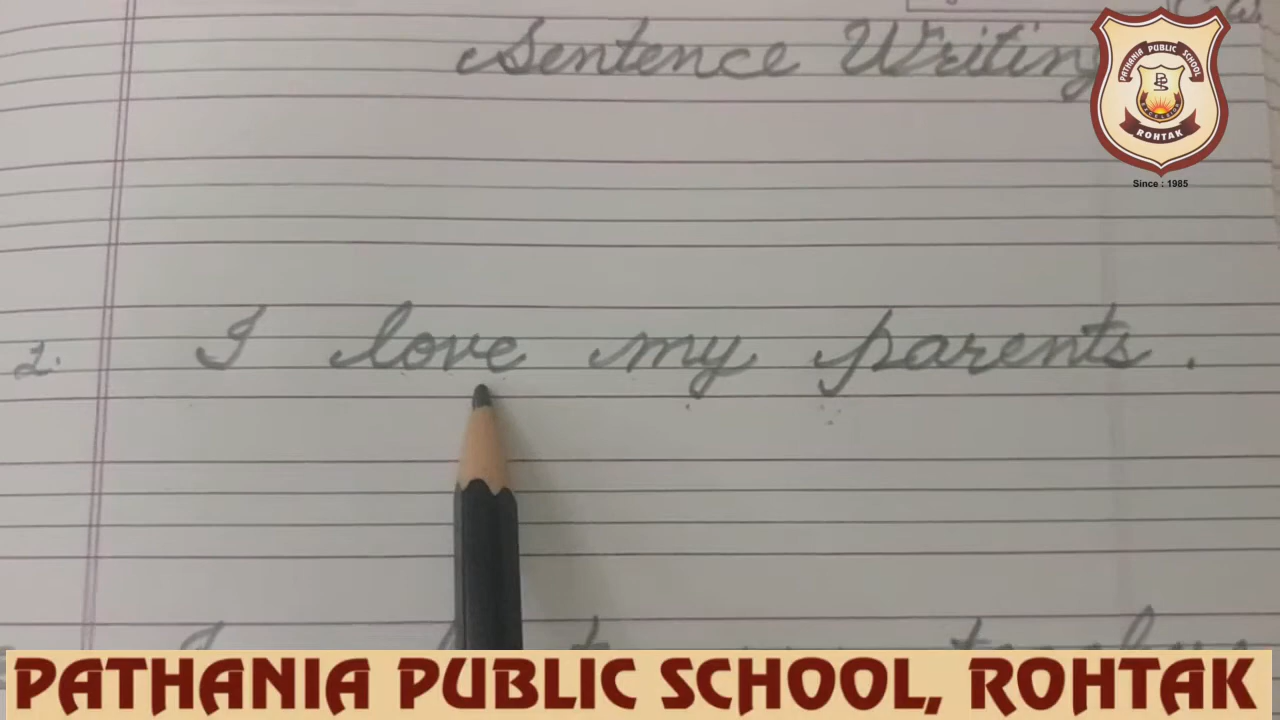 Sentence Writing
PATHANIA PUBLIC SCHOOL
ROHTAK
Since : 1985
2. I love my parents.
PATHANIA PUBLIC SCHOOL, ROHTAK